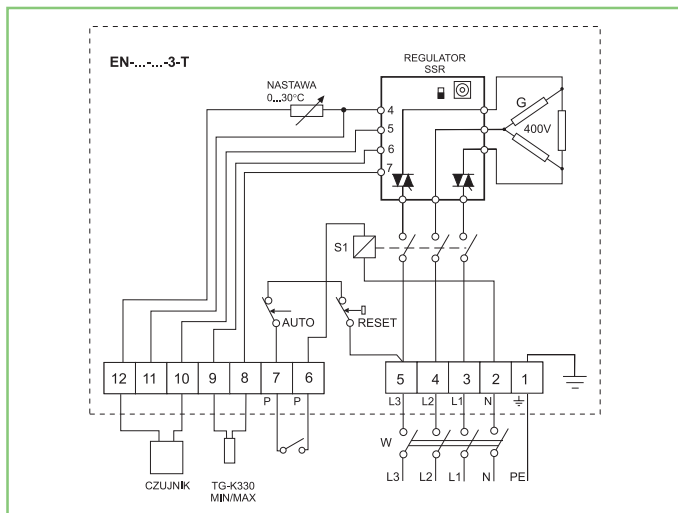 EN-...-...-3-T
REGULATOR
SSR
NASTAWA
0...30°C
4
5
6
7
G
400V
S1
AUTO
RESET
12 11 10 9 8 7 6
5 4 3 2 1
P P
L3 L2 L1 N
W
CZUJNIK
TG-K330
MIN/MAX
L3 L2 L1 N PE